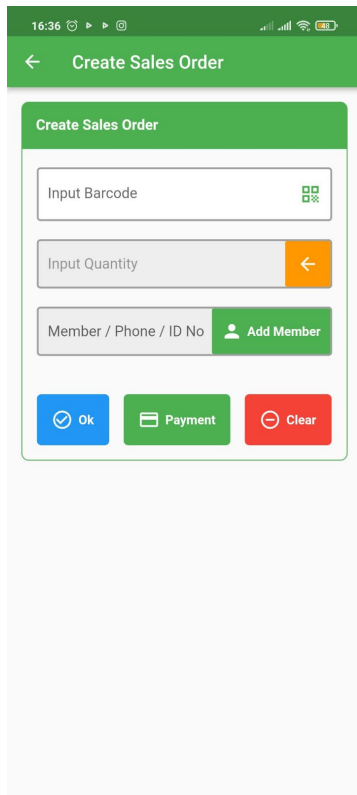 16:36
48
Create Sales Order
Create Sales Order
Input Barcode
Input Quantity
Member / Phone / ID No Add Member
Ok Payment Clear